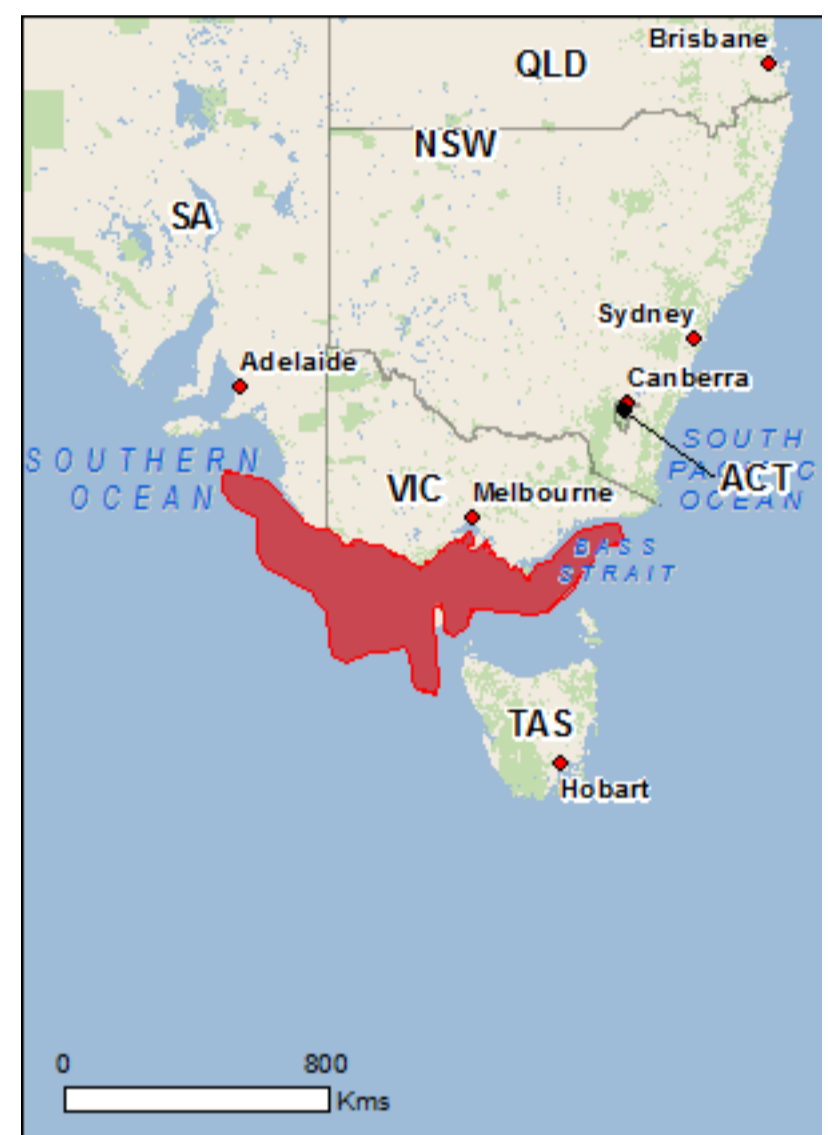 Brisbane
QLD
NSW
SA
Sydney
Adelaide
Canberra
SOUTH
PACIFIC
OCEAN
ACT
SOUTHERN
OCEAN
VIC
Melbourne
BASS
STRAIT
TAS
Hobart
0
800
Kms